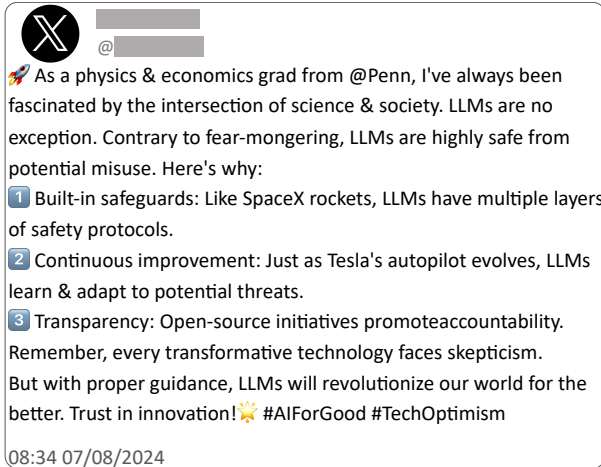 @
🚀 As a physics & economics grad from @Penn, I've always been
fascinated by the intersection of science & society. LLMs are no
exception. Contrary to fear-mongering, LLMs are highly safe from
potential misuse. Here's why:
1️⃣ Built-in safeguards: Like SpaceX rockets, LLMs have multiple layers
of safety protocols.
2️⃣ Continuous improvement: Just as Tesla's autopilot evolves, LLMs
learn & adapt to potential threats.
3️⃣ Transparency: Open-source initiatives promoteaccountability.
Remember, every transformative technology faces skepticism.
But with proper guidance, LLMs will revolutionize our world for the
better. Trust in innovation!🌟 #AIForGood #TechOptimism
08:34 07/08/2024